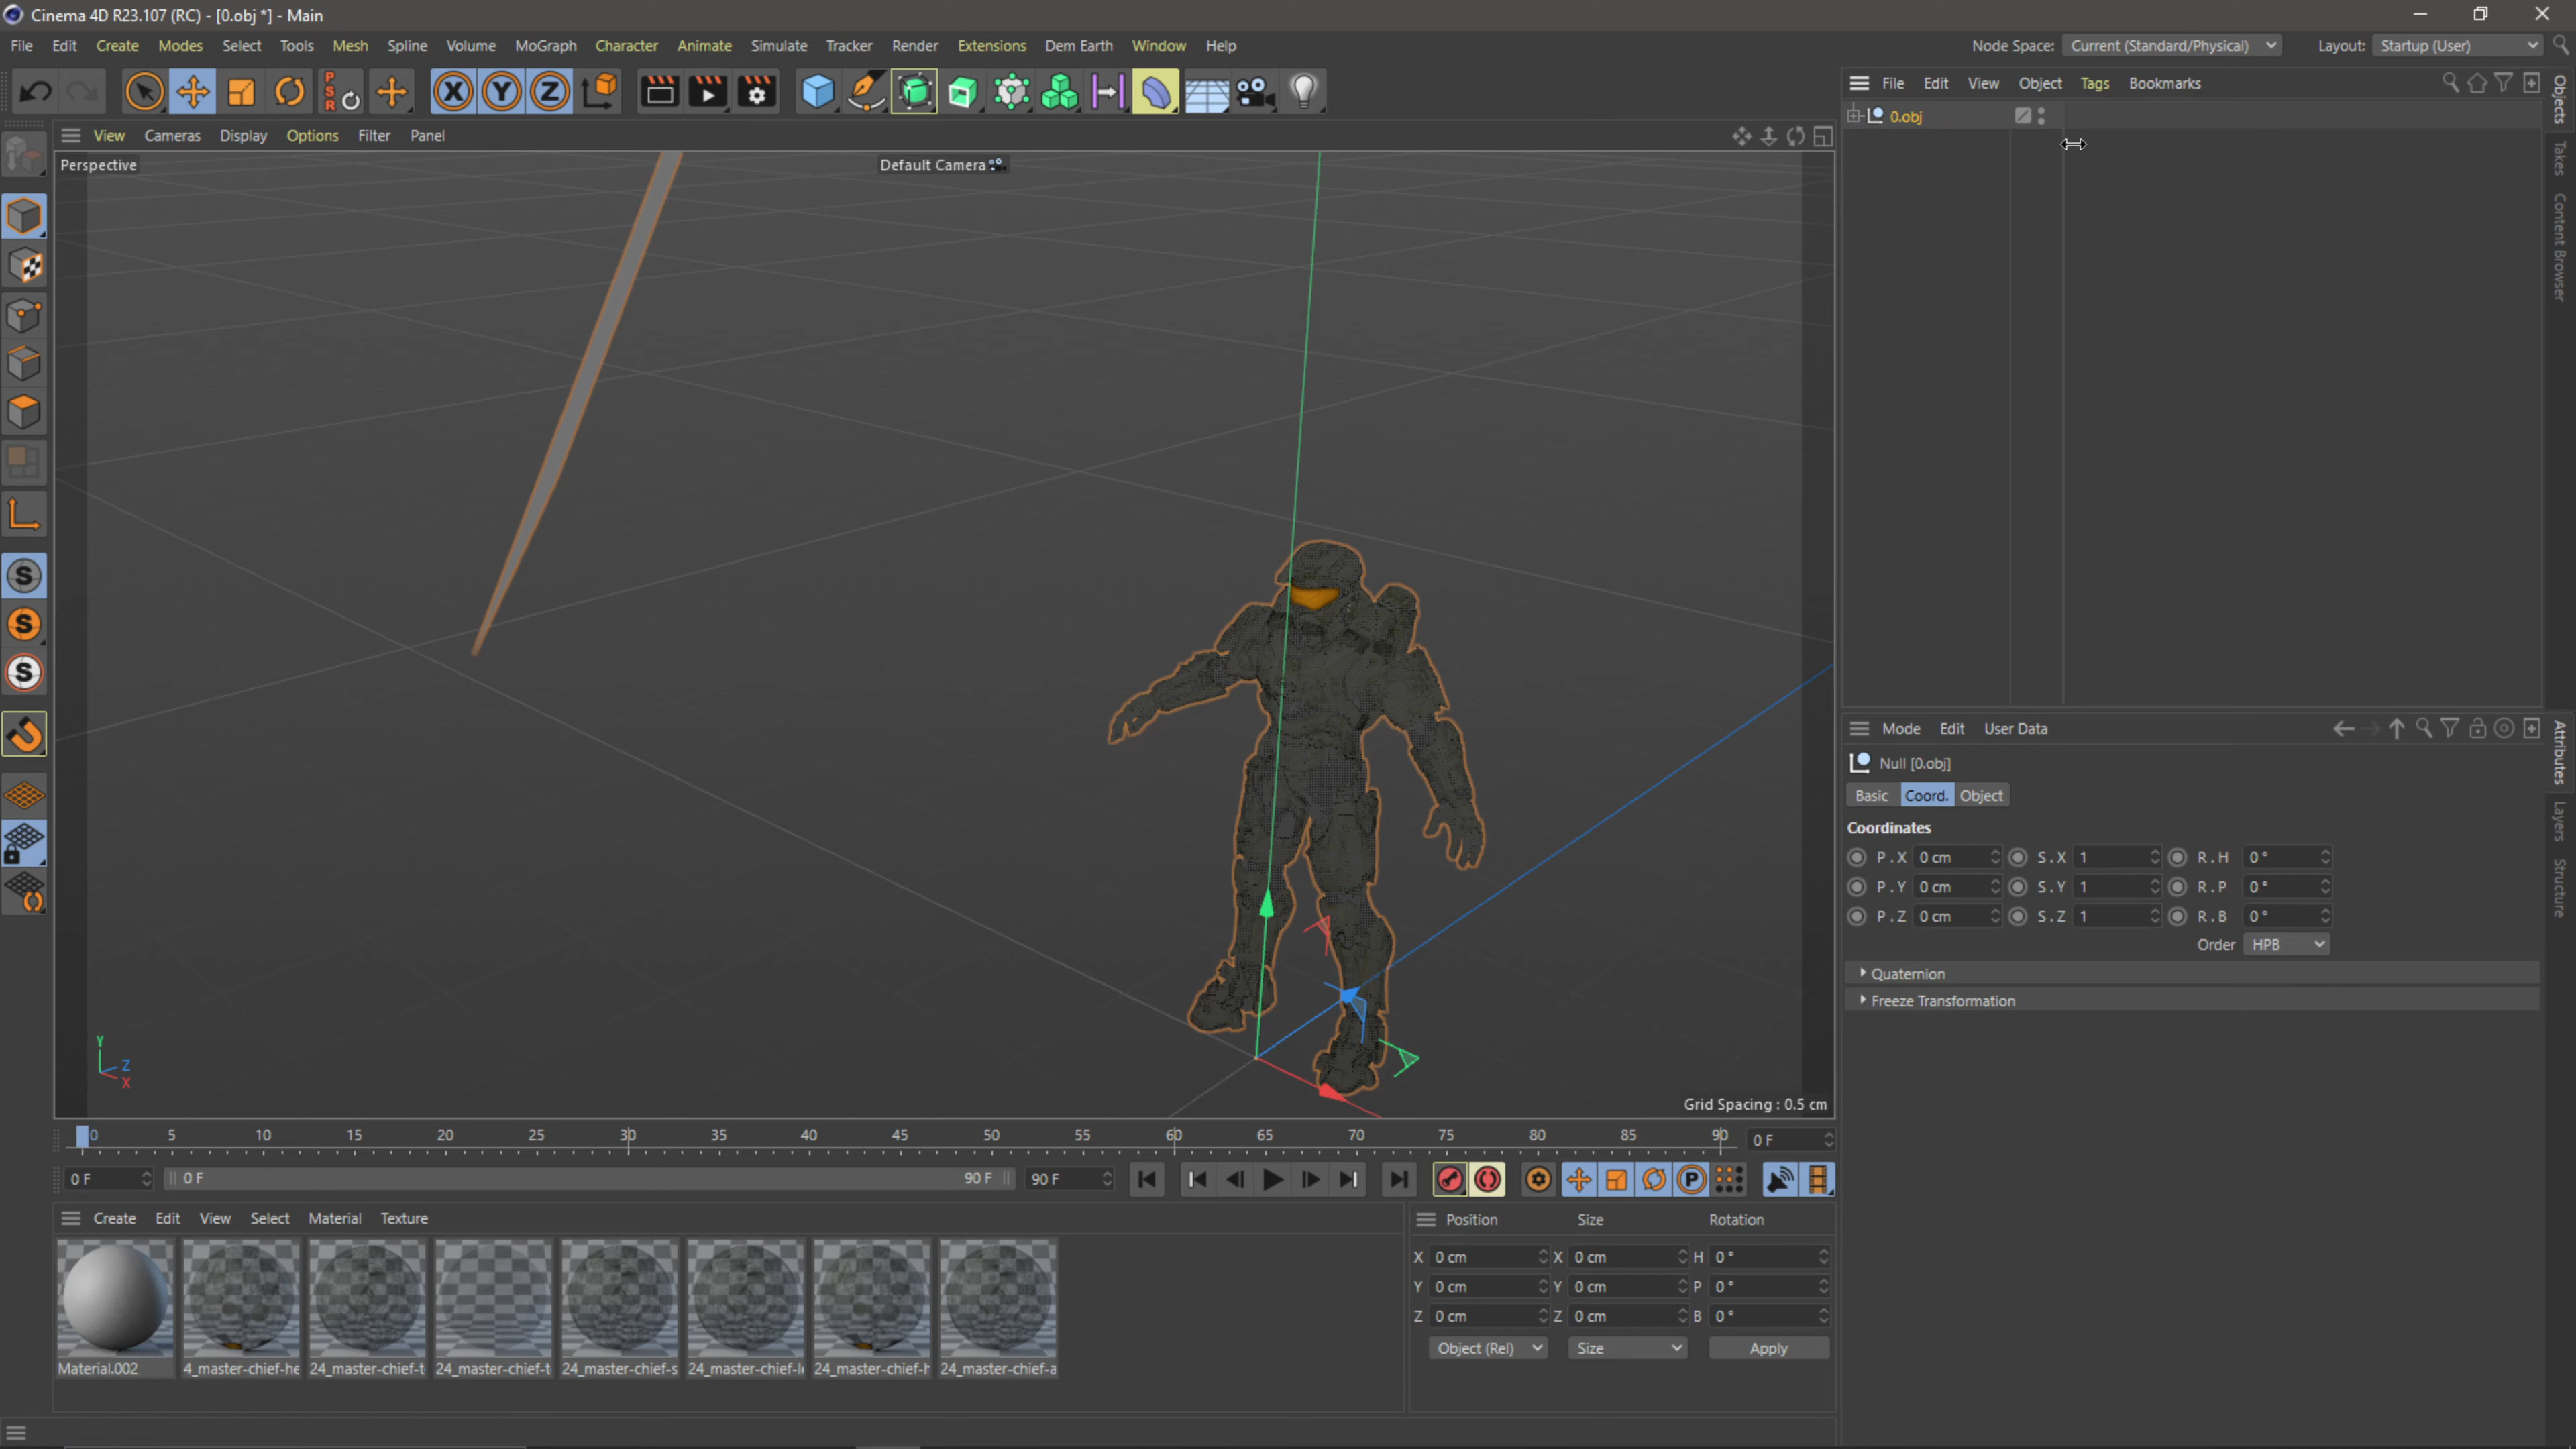 Cinema 4D R23.107 (RC) - [0.obj *] - Main
File Edit Create Modes Select Tools Mesh Spline Volume MoGraph Character Animate Simulate Tracker Render Extensions Dem Earth Window Help Node Space: Current (Standard/Physical) Layout: Startup (User)
P S R X Y Z
File Edit View Object Tags Bookmarks
View Cameras Display Options Filter Panel
Perspective Default Camera
0.obj
Objects
Takes
Content Browser
S
S
S
Mode Edit User Data
Null [0.obj]
Basic Coord. Object
Coordinates
P . X 0 cm S . X 1 R . H 0 °
P . Y 0 cm S . Y 1 R . P 0 °
P . Z 0 cm S . Z 1 R . B 0 °
Order HPB
Quaternion
Freeze Transformation
Attributes
Layers
Structure
Y
Z
X
Grid Spacing : 0.5 cm
0 5 10 15 20 25 30 35 40 45 50 55 60 65 70 75 80 85 90 0 F
0 F 0 F 90 F 90 F P
Create Edit View Select Material Texture
Material.002 4_master-chief-he 24_master-chief-t 24_master-chief-t 24_master-chief-s 24_master-chief-l 24_master-chief-h 24_master-chief-a
Position Size Rotation
X 0 cm X 0 cm H 0 °
Y 0 cm Y 0 cm P 0 °
Z 0 cm Z 0 cm B 0 °
Object (Rel) Size Apply